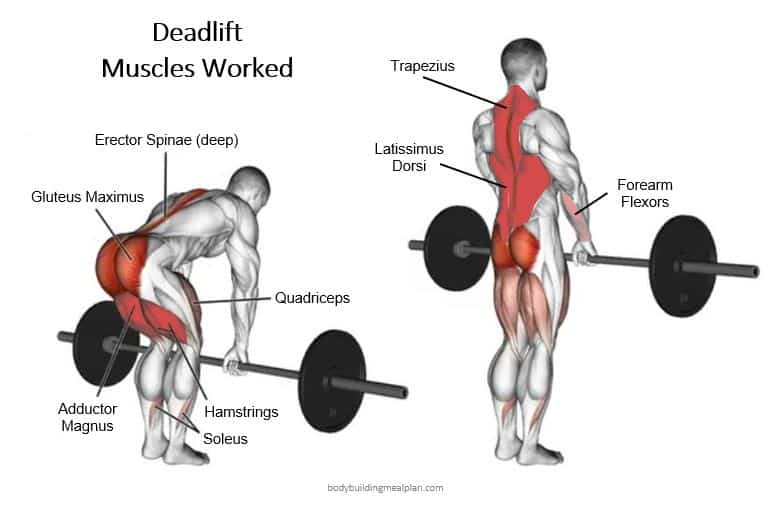 Deadlift
Muscles Worked
Trapezius
Erector Spinae (deep)
Latissimus
Dorsi
Gluteus Maximus
Forearm
Flexors
Quadriceps
Adductor
Magnus
Hamstrings
Soleus
bodybuildingmealplan.com